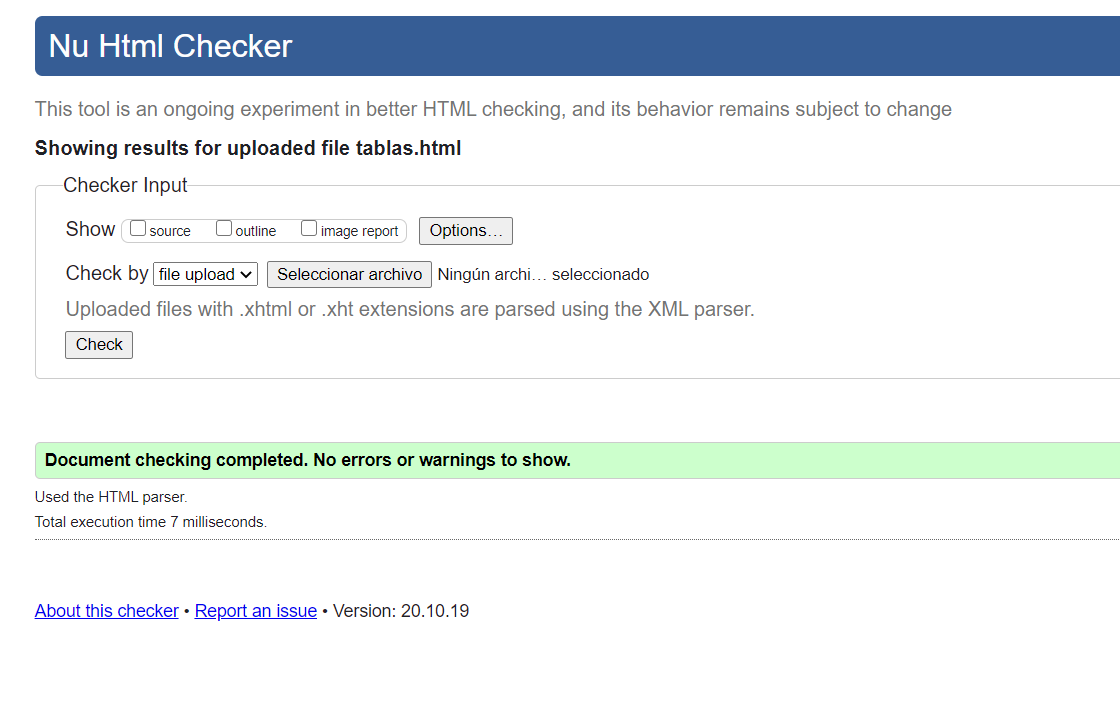 Nu Html Checker
This tool is an ongoing experiment in better HTML checking, and its behavior remains subject to change
Showing results for uploaded file tablas.html
Checker Input
Show source outline image report Options...
Check by file upload Seleccionar archivo Ningún archi… seleccionado
Uploaded files with .xhtml or .xht extensions are parsed using the XML parser.
Check
Document checking completed. No errors or warnings to show.
Used the HTML parser.
Total execution time 7 milliseconds.
About this checker • Report an issue • Version: 20.10.19